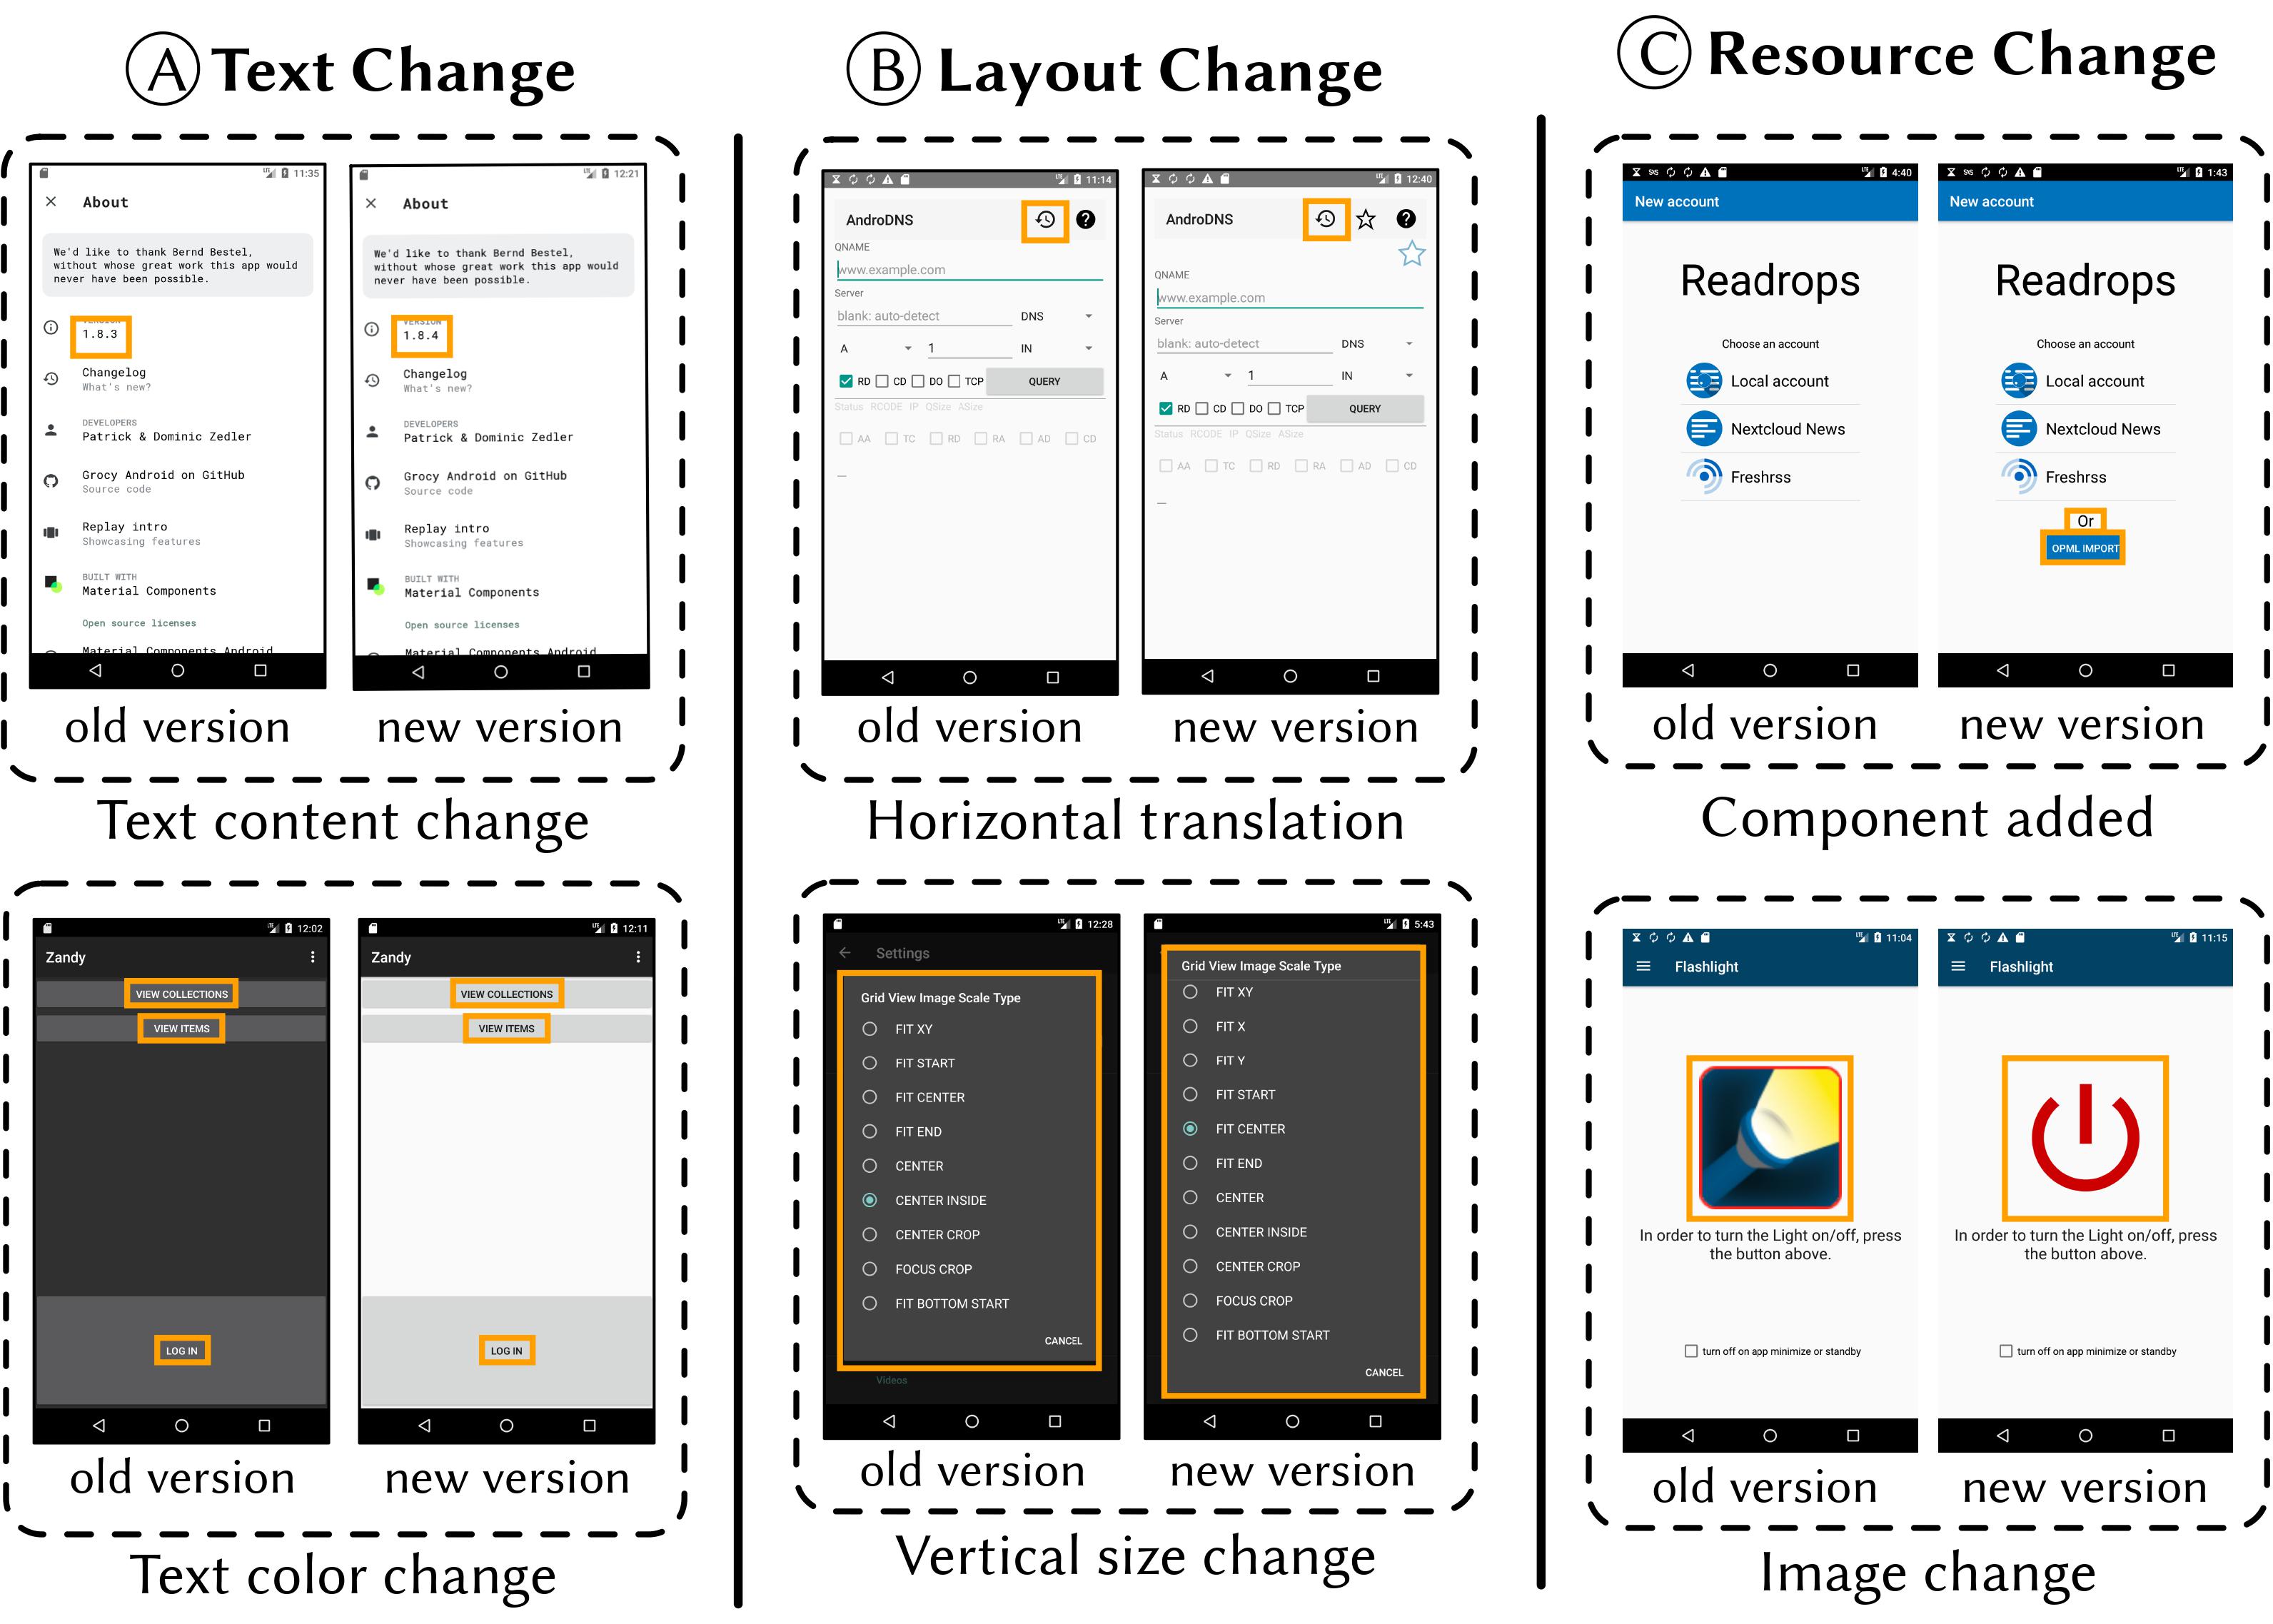 A Text Change
11:35
About
We'd like to thank Bernd Bestel,
without whose great work this app would
never have been possible.
1.8.3
Changelog
What's new?
DEVELOPERS
Patrick & Dominic Zedler
Grocy Android on GitHub
Source code
Replay intro
Showcasing features
BUILT WITH
Material Components
Open source licenses
Material Components Android
old version
12:21
About
We'd like to thank Bernd Bestel,
without whose great work this app would
never have been possible.
VERSION
1.8.4
Changelog
What's new?
DEVELOPERS
Patrick & Dominic Zedler
Grocy Android on GitHub
Source code
Replay intro
Showcasing features
BUILT WITH
Material Components
Open source licenses
Material Components Android
new version
Text content change
12:02
Zandy
VIEW COLLECTIONS
VIEW ITEMS
LOG IN
old version
12:11
Zandy
VIEW COLLECTIONS
VIEW ITEMS
LOG IN
new version
Text color change
B Layout Change
LTE 11:14
AndroDNS
QNAME
www.example.com
Server
blank: auto-detect DNS
A 1 IN
RD CD DO TCP QUERY
Status RCODE IP QSize ASize
AA TC RD RA AD CD
old version
LTE 12:40
AndroDNS
QNAME
www.example.com
Server
blank: auto-detect DNS
A 1 IN
RD CD DO TCP QUERY
Status RCODE IP QSize ASize
AA TC RD RA AD CD
new version
Horizontal translation
LTE 12:28
Settings
Grid View Image Scale Type
FIT XY
FIT START
FIT CENTER
FIT END
CENTER
CENTER INSIDE
CENTER CROP
FOCUS CROP
FIT BOTTOM START
CANCEL
Videos
old version
LTE 5:43
Grid View Image Scale Type
FIT XY
FIT X
FIT Y
FIT START
FIT CENTER
FIT END
CENTER
CENTER INSIDE
CENTER CROP
FOCUS CROP
FIT BOTTOM START
CANCEL
new version
Vertical size change
C Resource Change
LTE 4:40
New account
Readrops
Choose an account
Local account
Nextcloud News
Freshrss
old version
LTE 1:43
New account
Readrops
Choose an account
Local account
Nextcloud News
Freshrss
Or
OPML IMPORT
new version
Component added
LTE 11:04
Flashlight
In order to turn the Light on/off, press
the button above.
turn off on app minimize or standby
old version
LTE 11:15
Flashlight
In order to turn the Light on/off, press
the button above.
turn off on app minimize or standby
new version
Image change